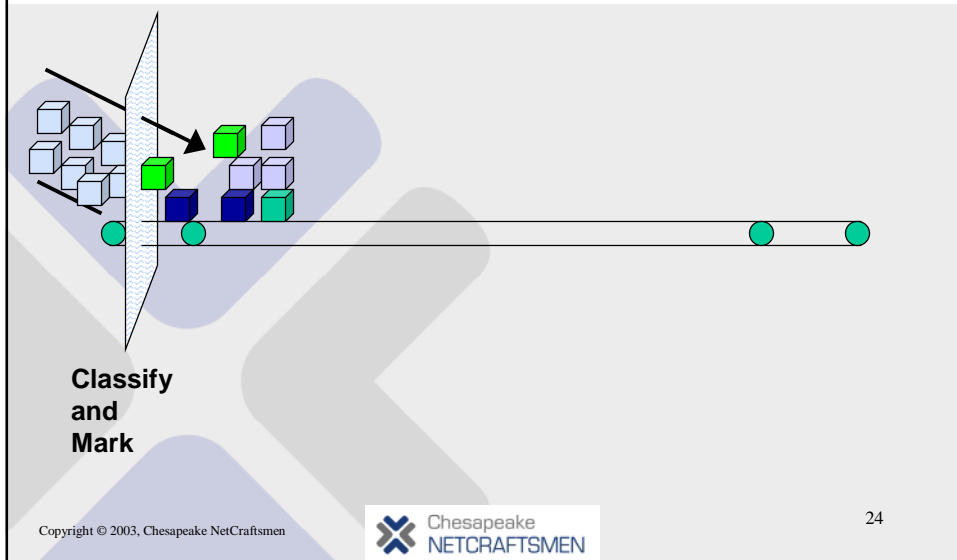 Classify
and
Mark
Copyright © 2003, Chesapeake NetCraftsmen
Chesapeake
NETCRAFTSMEN
24